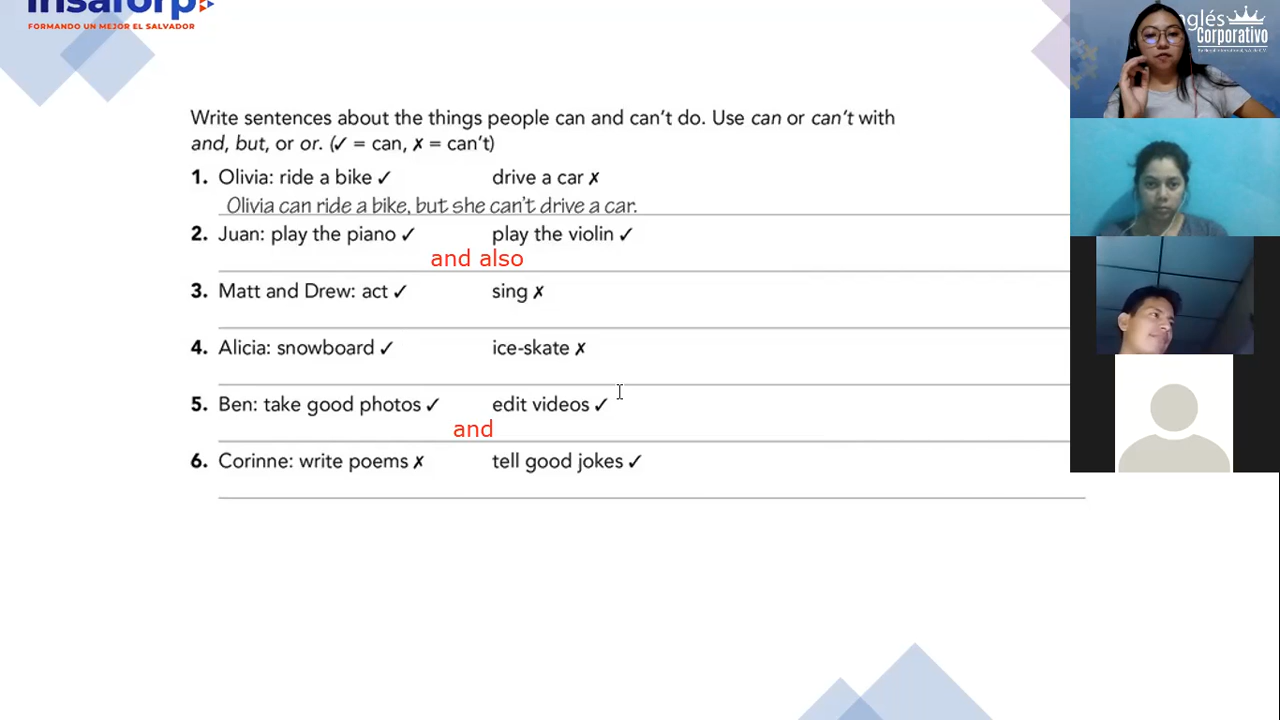 insaforp
FORMANDO UN MEJOR EL SALVADOR
Inglés
Corporativo
Write sentences about the things people can and can't do. Use can or can't with
and, but, or or. (✓ = can, ✗ = can't)
1. Olivia: ride a bike ✓ drive a car ✗
Olivia can ride a bike, but she can't drive a car.
2. Juan: play the piano ✓ play the violin ✓
and also
3. Matt and Drew: act ✓ sing ✗
4. Alicia: snowboard ✓ ice-skate ✗
5. Ben: take good photos ✓ edit videos ✓
and
6. Corinne: write poems ✗ tell good jokes ✓